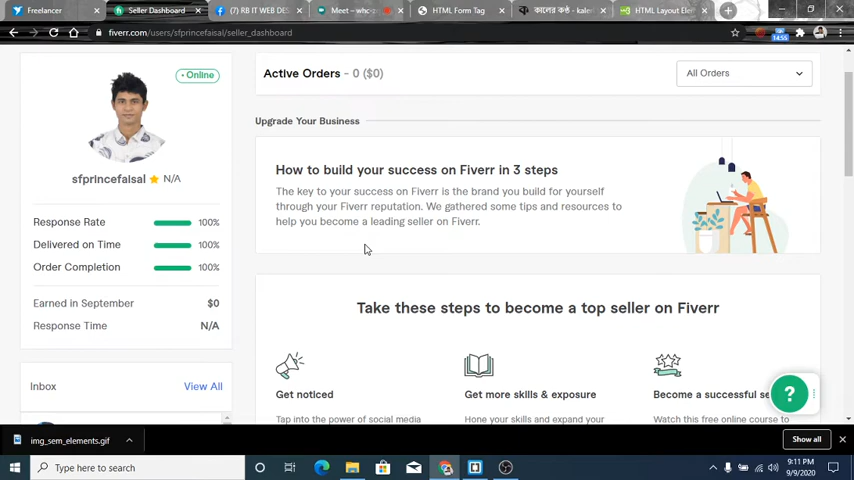 Freelancer
Seller Dashboard
(7) RB IT WEB DES
Meet – who
HTML Form Tag
কালের কণ্ঠ - kale
HTML Layout Elem
fiverr.com/users/sfprincefaisal/seller_dashboard
14:55
Online
sfprincefaisal N/A
Response Rate 100%
Delivered on Time 100%
Order Completion 100%
Earned in September $0
Response Time N/A
Inbox View All
Active Orders - 0 ($0)
All Orders
Upgrade Your Business
How to build your success on Fiverr in 3 steps
The key to your success on Fiverr is the brand you build for yourself
through your Fiverr reputation. We gathered some tips and resources to
help you become a leading seller on Fiverr.
Take these steps to become a top seller on Fiverr
Get noticed
Tap into the power of social media
Get more skills & exposure
Hone your skills and expand your
Become a successful se
Watch this free online course to
?
img_sem_elements.gif
Show all
Type here to search
9:11 PM
9/9/2020